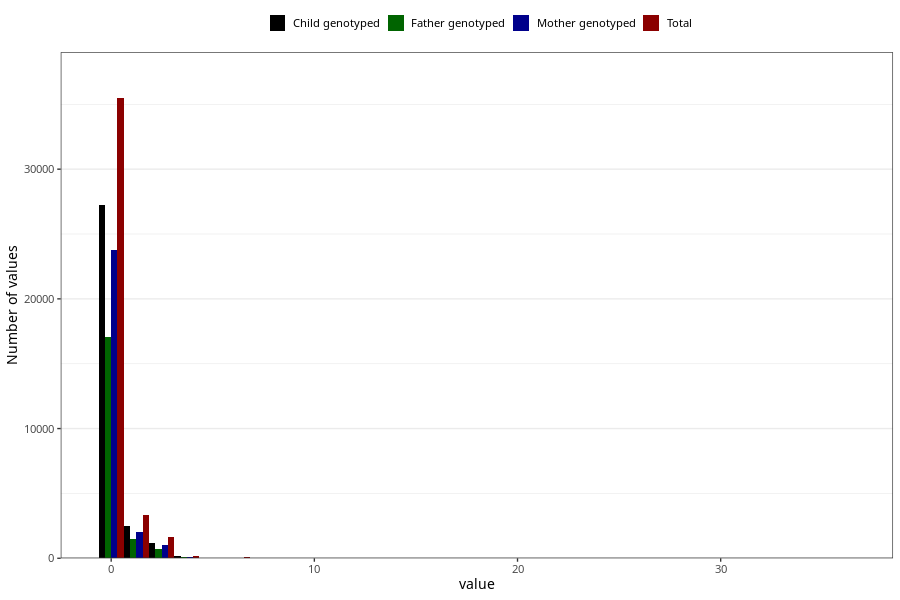 Child genotyped Father genotyped Mother genotyped Total
Number of values
30000
20000
10000
0
0 10 20 30
value